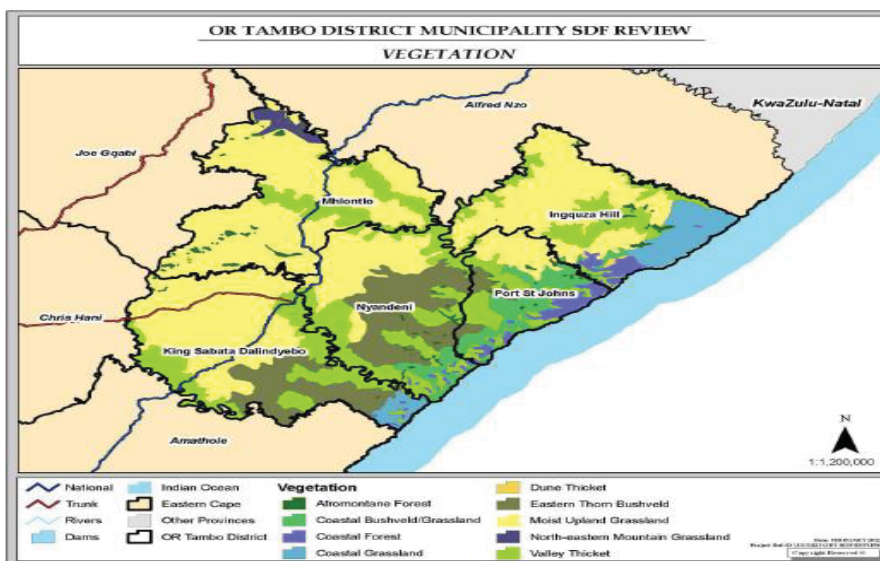 OR TAMBO DISTRICT MUNICIPALITY SDF REVIEW
VEGETATION
KwaZulu-Natal
Alfred Nzo
Joe Gqabi
Mhlontlo
Ingquza Hill
Port St Johns
Nyandeni
Chris Hani
King Sabata Dalindyebo
Amathole
N
1:1,200,000
National
Trunk
Rivers
Dams
Indian Ocean
Eastern Cape
Other Provinces
OR Tambo District
Vegetation
Afromontane Forest
Coastal Bushveld/Grassland
Coastal Forest
Coastal Grassland
Dune Thicket
Eastern Thorn Bushveld
Moist Upland Grassland
North-eastern Mountain Grassland
Valley Thicket
Copyright Reserved ©